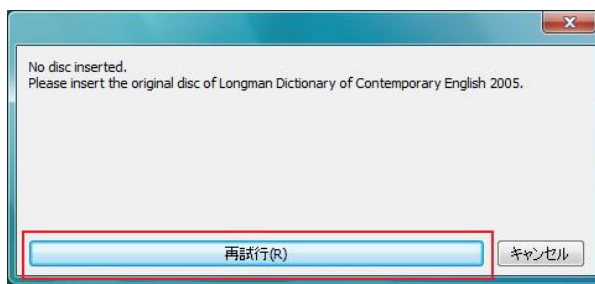 No disc inserted.
Please insert the original disc of Longman Dictionary of Contemporary English 2005.
再試行(R)
キャンセル